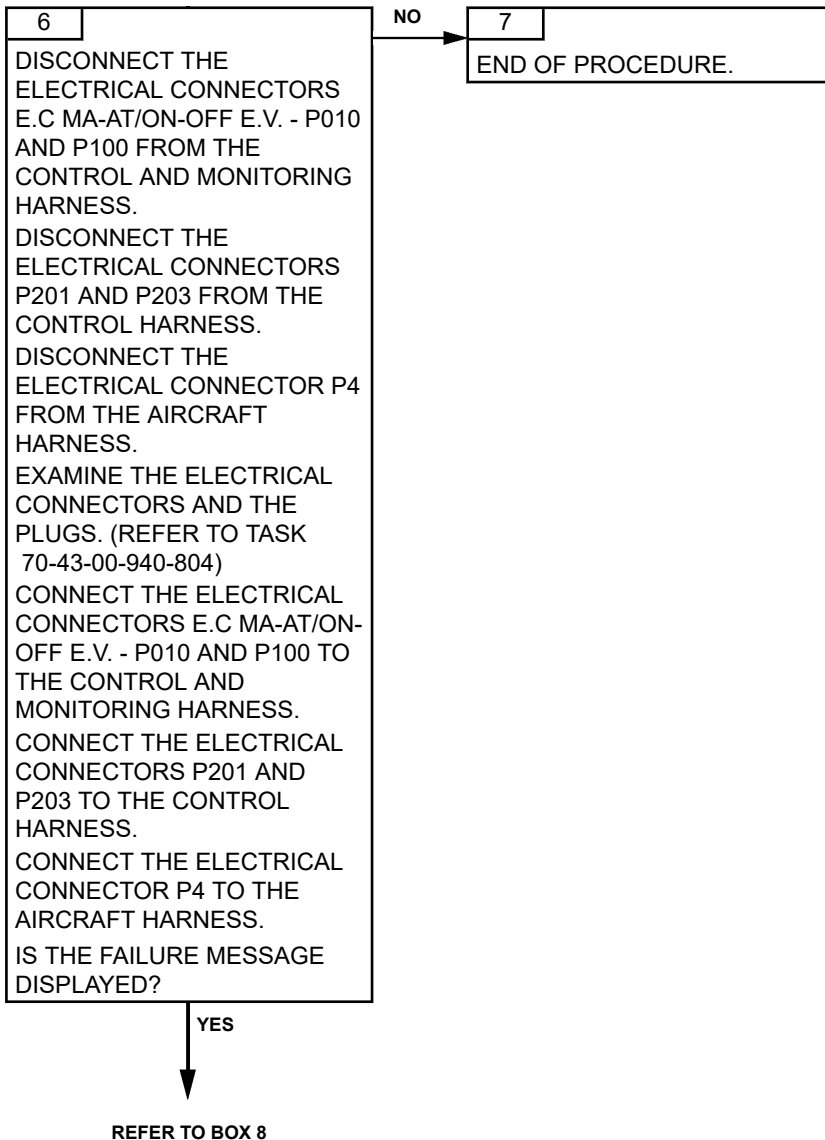 6
DISCONNECT THE
ELECTRICAL CONNECTORS
E.C MA-AT/ON-OFF E.V. - P010
AND P100 FROM THE
CONTROL AND MONITORING
HARNESS.
DISCONNECT THE
ELECTRICAL CONNECTORS
P201 AND P203 FROM THE
CONTROL HARNESS.
DISCONNECT THE
ELECTRICAL CONNECTOR P4
FROM THE AIRCRAFT
HARNESS.
EXAMINE THE ELECTRICAL
CONNECTORS AND THE
PLUGS. (REFER TO TASK
70-43-00-940-804)
CONNECT THE ELECTRICAL
CONNECTORS E.C MA-AT/ON-
OFF E.V. - P010 AND P100 TO
THE CONTROL AND
MONITORING HARNESS.
CONNECT THE ELECTRICAL
CONNECTORS P201 AND
P203 TO THE CONTROL
HARNESS.
CONNECT THE ELECTRICAL
CONNECTOR P4 TO THE
AIRCRAFT HARNESS.
IS THE FAILURE MESSAGE
DISPLAYED?
NO
7
END OF PROCEDURE.
YES
REFER TO BOX 8